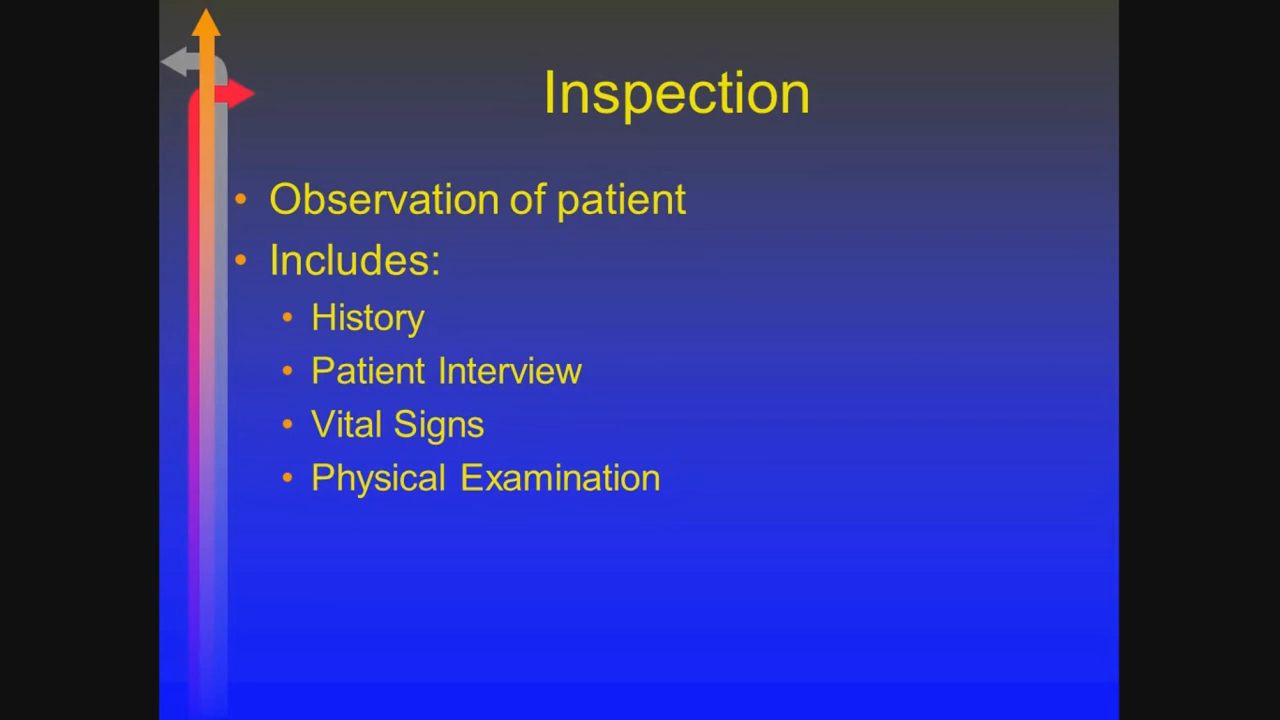 Inspection
• Observation of patient
• Includes:
• History
• Patient Interview
• Vital Signs
• Physical Examination